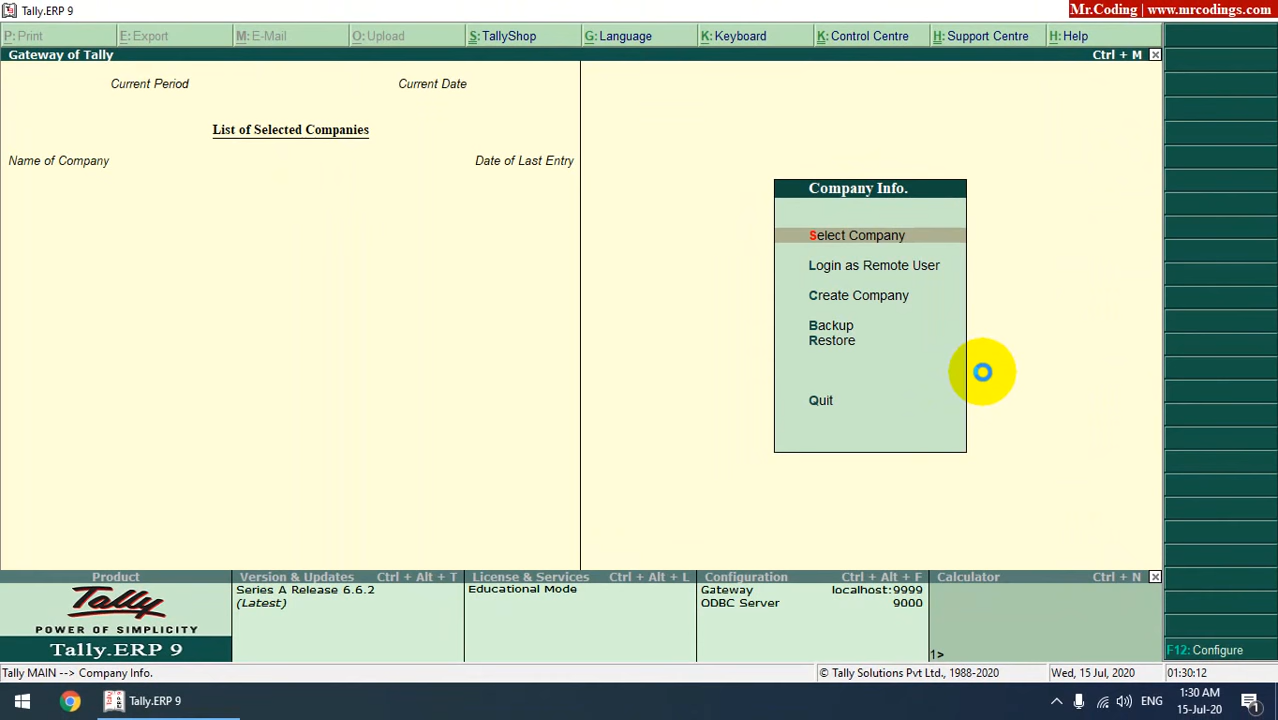 Tally.ERP 9
Mr.Coding | www.mrcodings.com
P: Print E: Export M: E-Mail O: Upload S: TallyShop G: Language K: Keyboard K: Control Centre H: Support Centre H: Help
Gateway of Tally Ctrl + M
Current Period Current Date
List of Selected Companies
Name of Company Date of Last Entry
Company Info.
Select Company
Login as Remote User
Create Company
Backup
Restore
Quit
Product Version & Updates Ctrl + Alt + T License & Services Ctrl + Alt + L Configuration Ctrl + Alt + F Calculator Ctrl + N
Series A Release 6.6.2 Educational Mode Gateway localhost:9999
(Latest) ODBC Server 9000
Tally
POWER OF SIMPLICITY
Tally.ERP 9
1>
F12: Configure
Tally MAIN --> Company Info. © Tally Solutions Pvt Ltd., 1988-2020 Wed, 15 Jul, 2020 01:30:12
Tally.ERP 9 ENG 1:30 AM
15-Jul-20
1